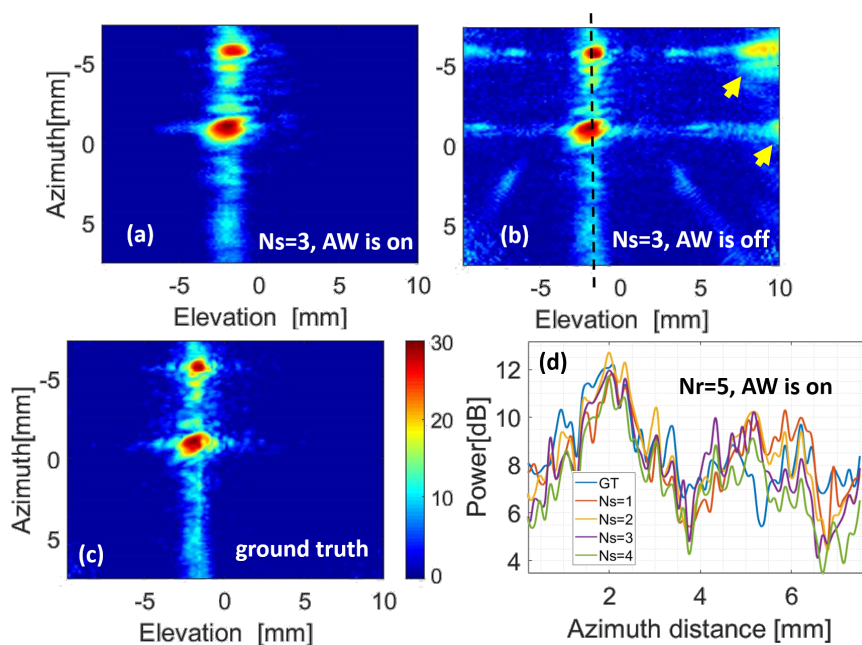 Azimuth[mm]
-5
0
5
(a)
Ns=3, AW is on
-5
0
5
10
Elevation [mm]
Azimuth[mm]
-5
0
5
(b)
Ns=3, AW is off
-5
0
5
10
Elevation [mm]
Azimuth[mm]
-5
0
5
(c)
ground truth
-5
0
5
10
Elevation [mm]
30
20
10
0
Power[dB]
12
10
8
6
4
(d)
Nr=5, AW is on
GT
Ns=1
Ns=2
Ns=3
Ns=4
2
4
6
Azimuth distance [mm]